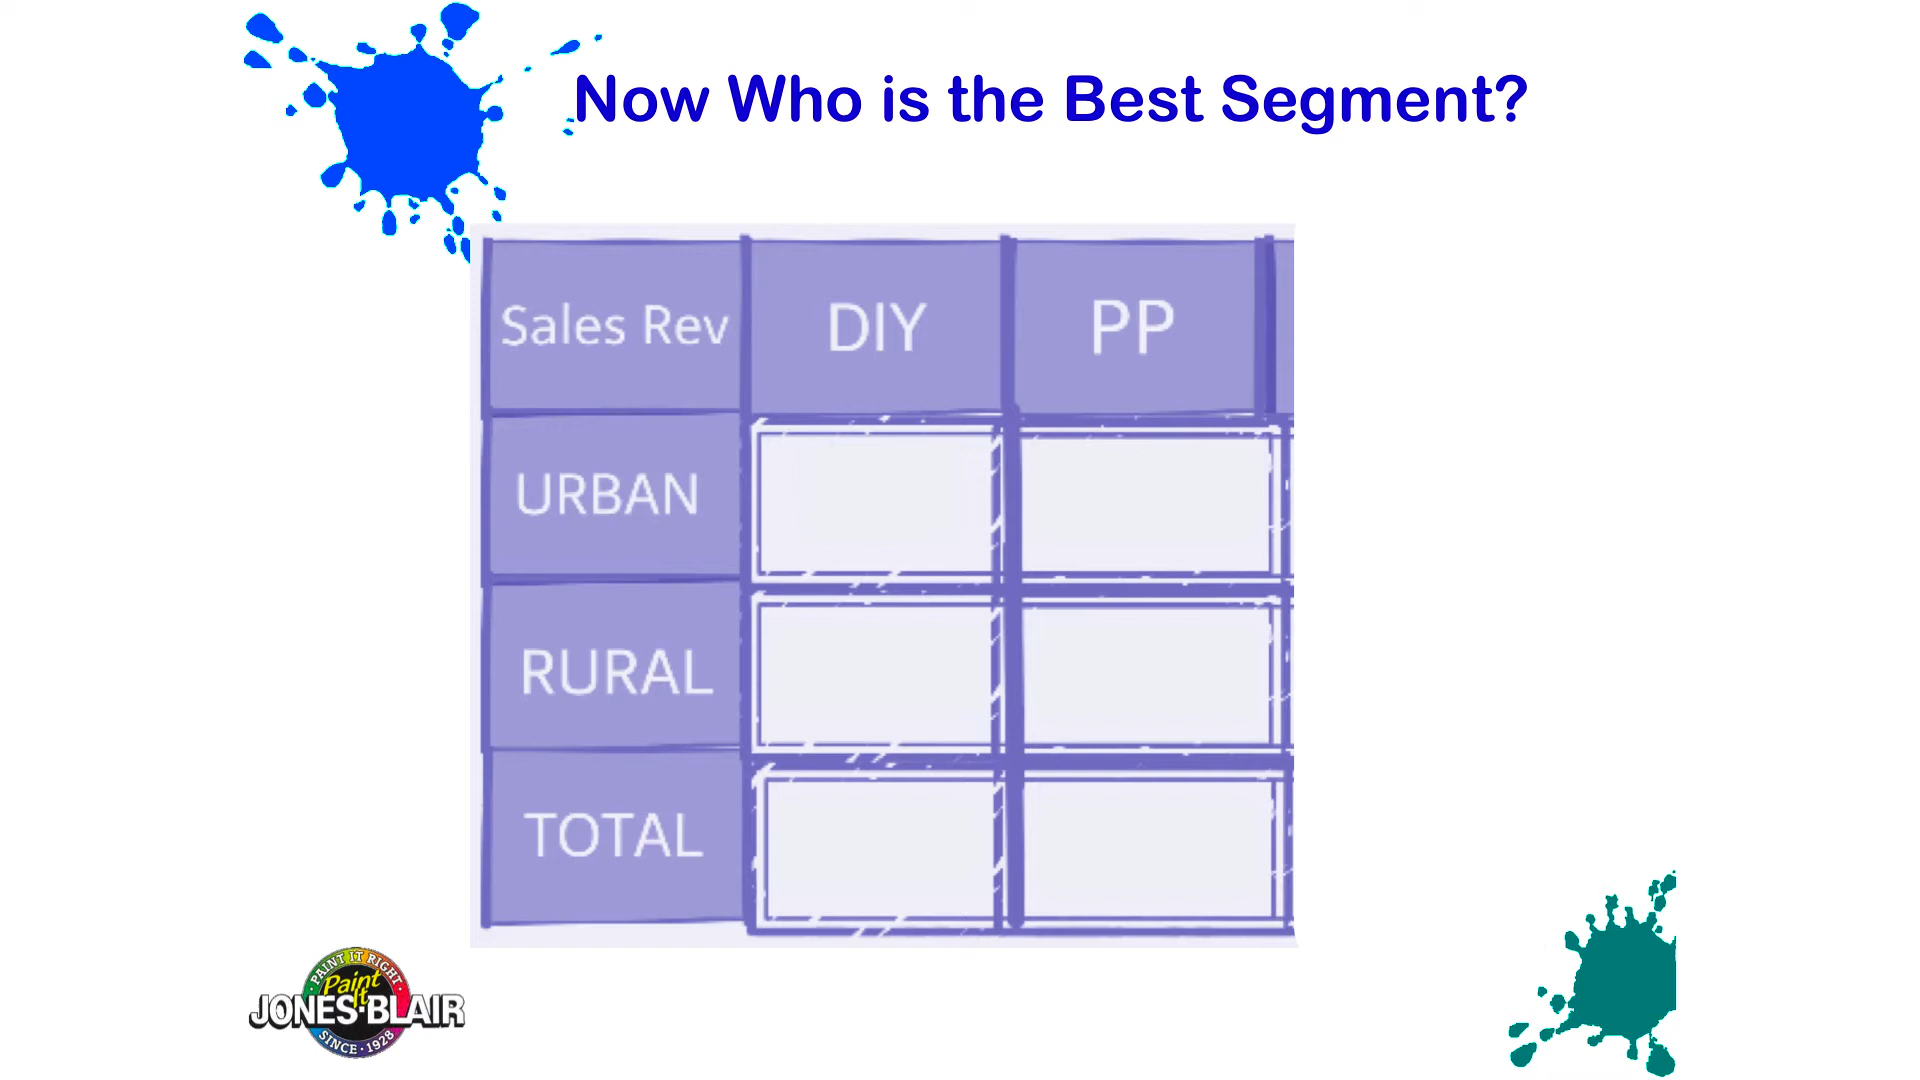 Now Who is the Best Segment?
Sales Rev DIY PP
URBAN
RURAL
TOTAL
PAINT IT RIGHT
Paint
It
JONES·BLAIR
SINCE · 1928